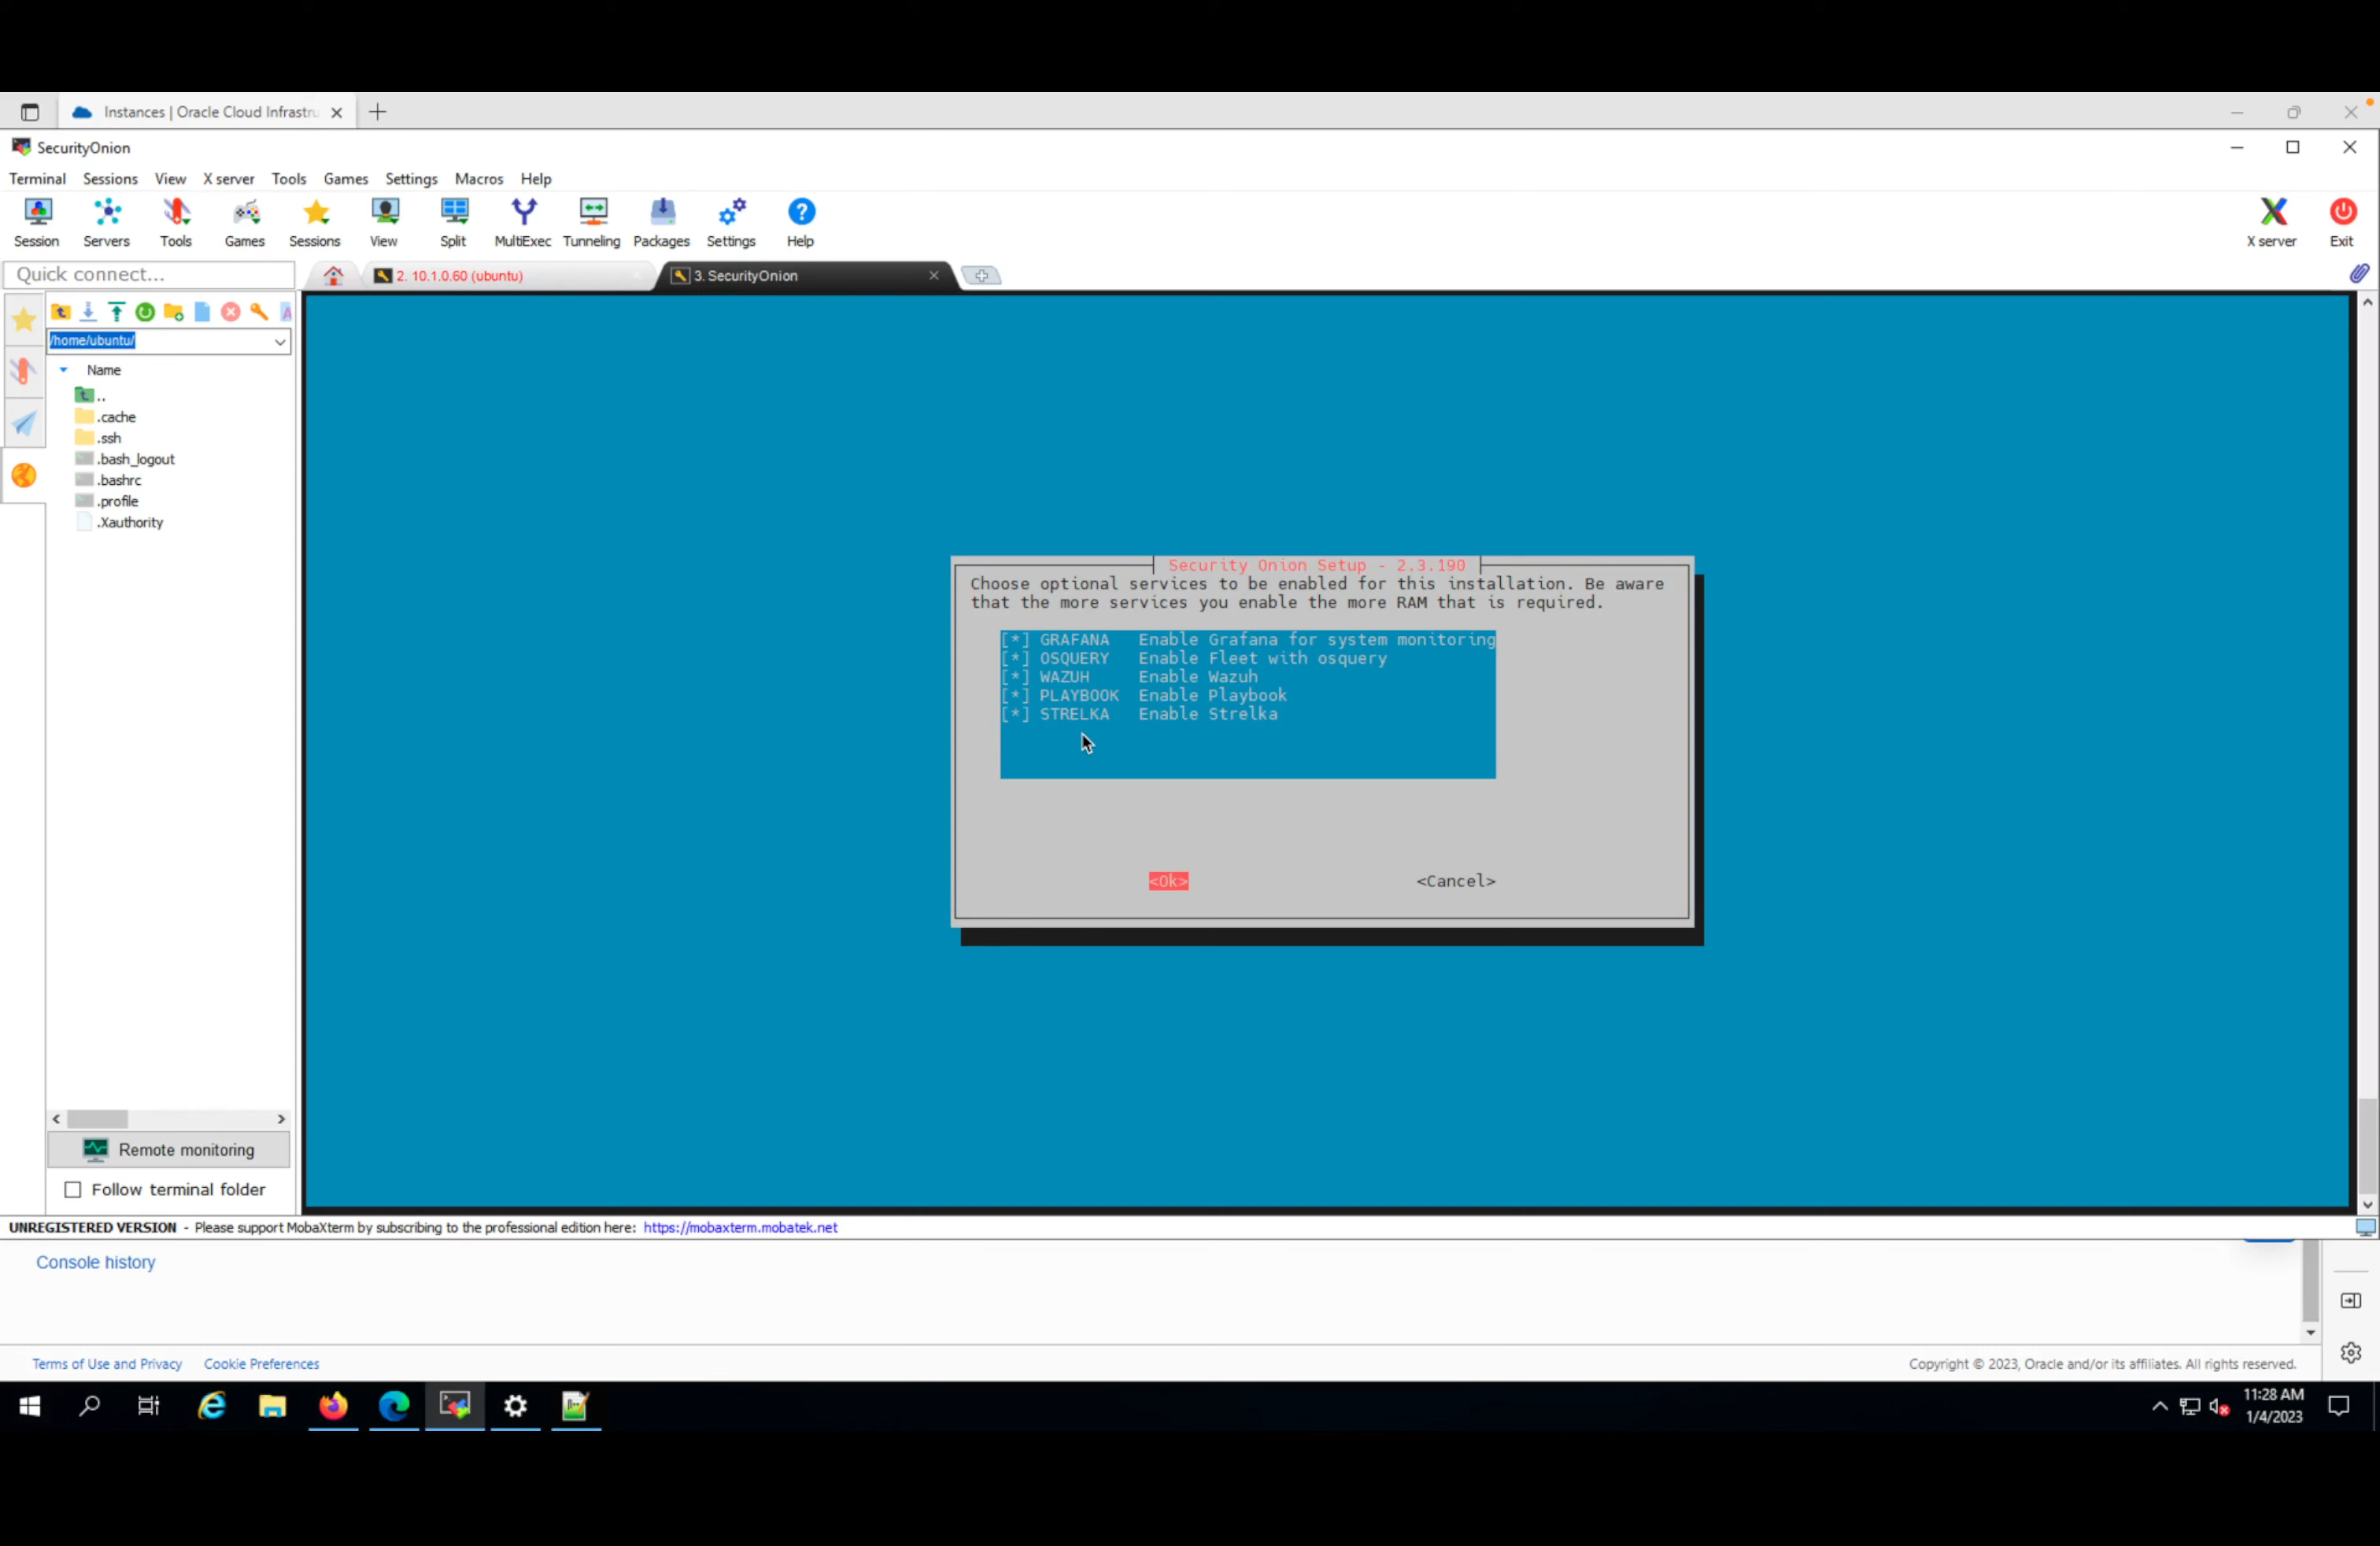 Instances | Oracle Cloud Infrastru
SecurityOnion
Terminal Sessions View X server Tools Games Settings Macros Help
Session Servers Tools Games Sessions View Split MultiExec Tunneling Packages Settings Help X server Exit
Quick connect...
2. 10.1.0.60 (ubuntu)
3. SecurityOnion
/home/ubuntu/
Name
..
.cache
.ssh
.bash_logout
.bashrc
.profile
.Xauthority
Security Onion Setup - 2.3.190
Choose optional services to be enabled for this installation. Be aware
that the more services you enable the more RAM that is required.
[*] GRAFANA Enable Grafana for system monitoring
[*] OSQUERY Enable Fleet with osquery
[*] WAZUH Enable Wazuh
[*] PLAYBOOK Enable Playbook
[*] STRELKA Enable Strelka
<Ok> <Cancel>
Remote monitoring
Follow terminal folder
UNREGISTERED VERSION - Please support MobaXterm by subscribing to the professional edition here: https://mobaxterm.mobatek.net
Console history
Terms of Use and Privacy Cookie Preferences
Copyright © 2023, Oracle and/or its affiliates. All rights reserved.
11:28 AM
1/4/2023